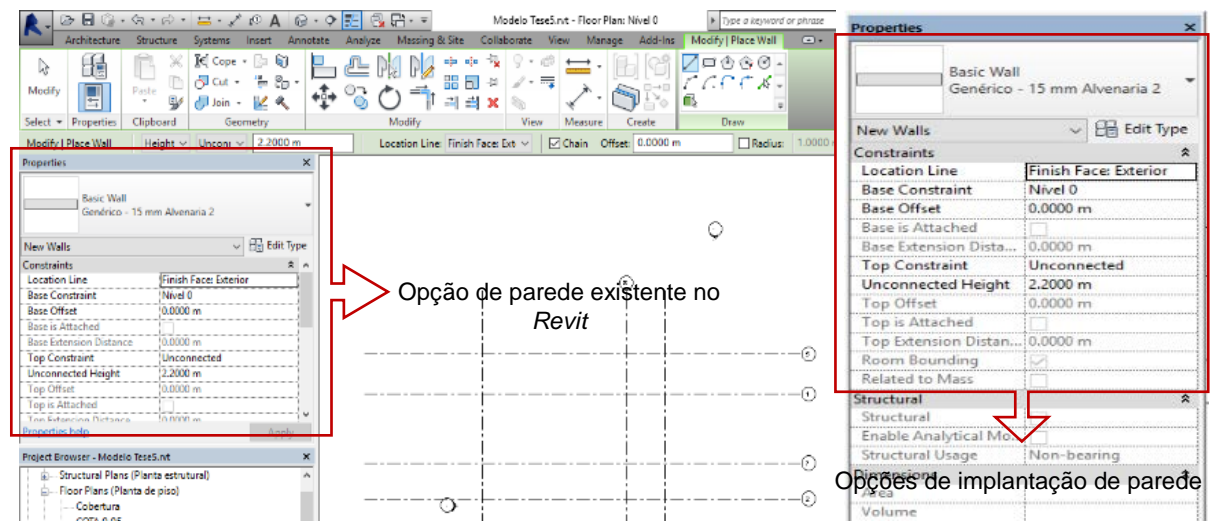 Modelo Tese5.rvt - Floor Plan: Nível 0
Type a keyword or phrase
Architecture Structure Systems Insert Annotate Analyze Massing & Site Collaborate View Manage Add-Ins Modify | Place Wall
Modify
Paste
Cope
Cut
Join
Select Properties Clipboard Geometry Modify View Measure Create Draw
Modify | Place Wall Height 2.2000 m Location Line: Finish Face: Ext Chain Offset: 0.0000 m Radius: 1.0000
Properties
Basic Wall
Genérico - 15 mm Alvenaria 2
New Walls Edit Type
Constraints
Location Line Finish Face: Exterior
Base Constraint Nível 0
Base Offset 0.0000 m
Base is Attached
Base Extension Distance 0.0000 m
Top Constraint Unconnected
Unconnected Height 2.2000 m
Top Offset 0.0000 m
Top is Attached
Top Extension Distance 0.0000 m
Properties help Apply
Project Browser - Modelo Tese5.rvt
Structural Plans (Planta estrutural)
Floor Plans (Planta de piso)
Cobertura
Opção de parede existente no
Revit
Properties
Basic Wall
Genérico - 15 mm Alvenaria 2
New Walls Edit Type
Constraints
Location Line Finish Face: Exterior
Base Constraint Nível 0
Base Offset 0.0000 m
Base is Attached
Base Extension Dista... 0.0000 m
Top Constraint Unconnected
Unconnected Height 2.2000 m
Top Offset 0.0000 m
Top is Attached
Top Extension Distan... 0.0000 m
Room Bounding
Related to Mass
Structural
Structural
Enable Analytical Mo...
Structural Usage Non-bearing
Dimensions
Opções de implantação de parede
Area
Volume